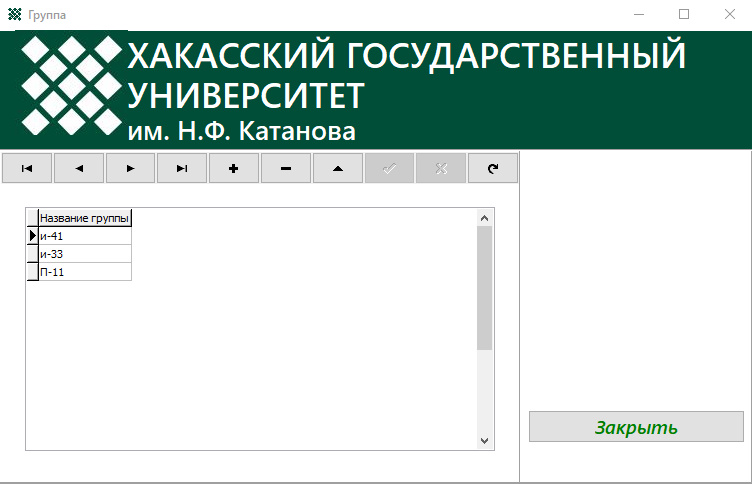 Группа
ХАКАССКИЙ ГОСУДАРСТВЕННЫЙ
УНИВЕРСИТЕТ
им. Н.Ф. Катанова
Название группы
и-41
и-33
П-11
Закрыть